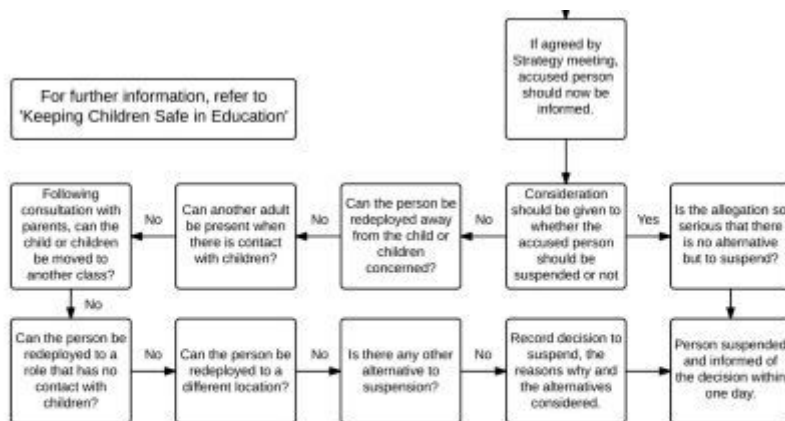 If agreed by
Strategy meeting,
accused person
should now be
informed.
For further information, refer to
'Keeping Children Safe in Education'
Following
consultation with
parents, can the
child or children
be moved to
another class?
No
Can another adult
be present when
there is contact
with children?
No
Can the person be
redeployed away
from the child or
children
concerned?
No
Consideration
should be given to
whether the
accused person
should be
suspended or not
Yes
Is the allegation so
serious that there
is no alternative
but to suspend?
No
Can the person be
redeployed to a
role that has no
contact with
children?
No
Can the person be
redeployed to a
different location?
No
Is there any other
alternative to
suspension?
No
Record decision to
suspend, the
reasons why and
the alternatives
considered.
Person suspended
and informed of
the decision within
one day.